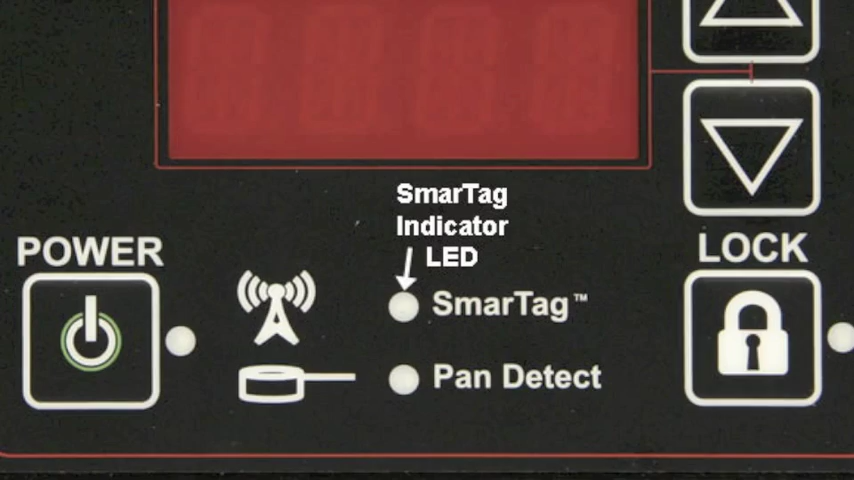 SmarTag
Indicator
LED
POWER
LOCK
SmarTag™
Pan Detect